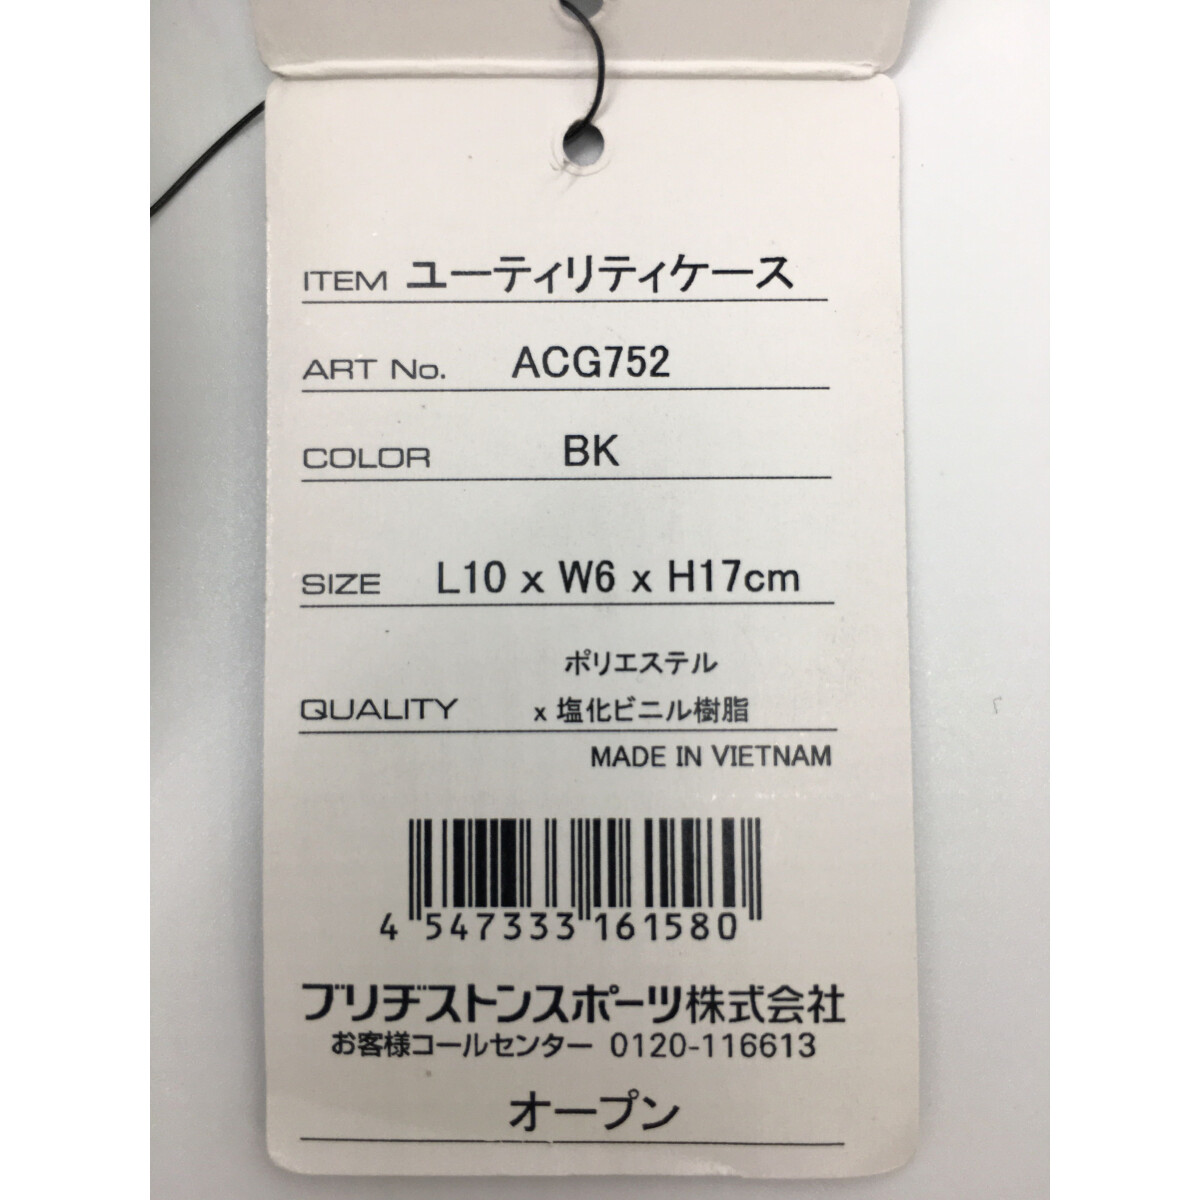 ITEM ユーティリティケース
ART No. ACG752
COLOR BK
SIZE L10 x W6 x H17cm
ポリエステル
QUALITY x 塩化ビニル樹脂
MADE IN VIETNAM
4 547333 161580
ブリヂストンスポーツ株式会社
お客様コールセンター 0120-116613
オープン